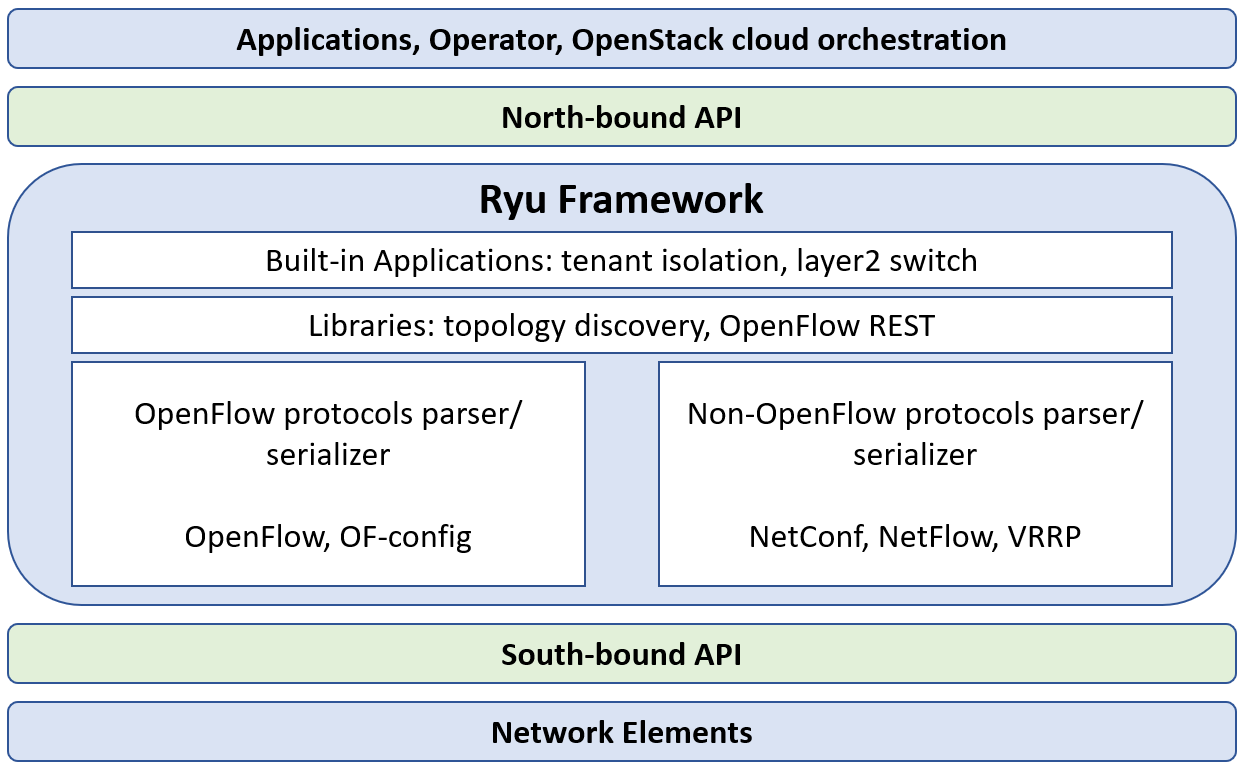 Applications, Operator, OpenStack cloud orchestration
North-bound API
Ryu Framework
Built-in Applications: tenant isolation, layer2 switch
Libraries: topology discovery, OpenFlow REST
OpenFlow protocols parser/
serializer
OpenFlow, OF-config
Non-OpenFlow protocols parser/
serializer
NetConf, NetFlow, VRRP
South-bound API
Network Elements